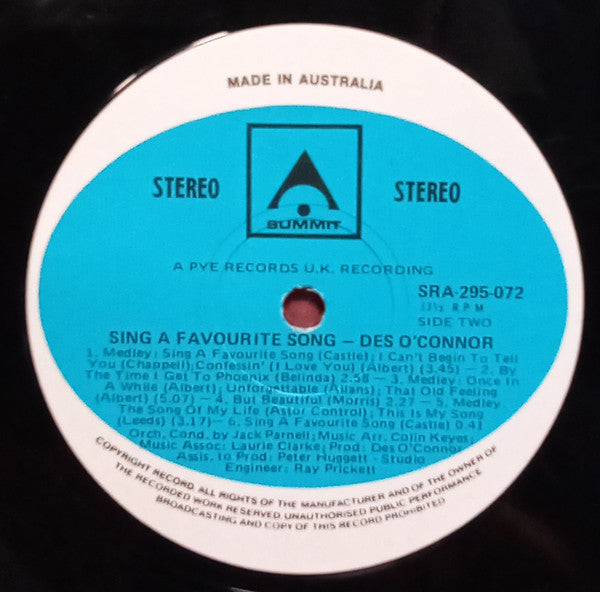 MADE IN AUSTRALIA
STEREO
SUMMIT
STEREO
A PYE RECORDS U.K. RECORDING
SRA-295-072
33⅓ R P M
SIDE TWO
SING A FAVOURITE SONG – DES O'CONNOR
1. Medley: Sing A Favourite Song (Castle); I Can't Begin To Tell
You (Chappell); Confessin' (I Love You) (Albert) (3.45) – 2. By
The Time I Get To Phoenix (Belinda) 2.58 – 3. Medley: Once In
A While (Albert); Unforgettable (Allans); That Old Feeling
(Albert) (5.07) – 4. But Beautiful (Morris) 2.27 – 5. Medley
The Song Of My Life (Astor Control); This Is My Song
(Leeds) (3.17) – 6. Sing A Favourite Song (Castle) 0.41
Orch. Cond. by Jack Parnell; Music Arr. Colin Keyes;
Music Assoc: Laurie Clarke; Prod: Des O'Connor
Assis. to Prod: Peter Huggett – Studio
Engineer: Ray Prickett
COPYRIGHT RECORD ALL RIGHTS OF THE MANUFACTURER AND OF THE OWNER OF
THE RECORDED WORK RESERVED. UNAUTHORISED PUBLIC PERFORMANCE
BROADCASTING AND COPY OF THIS RECORD PROHIBITED